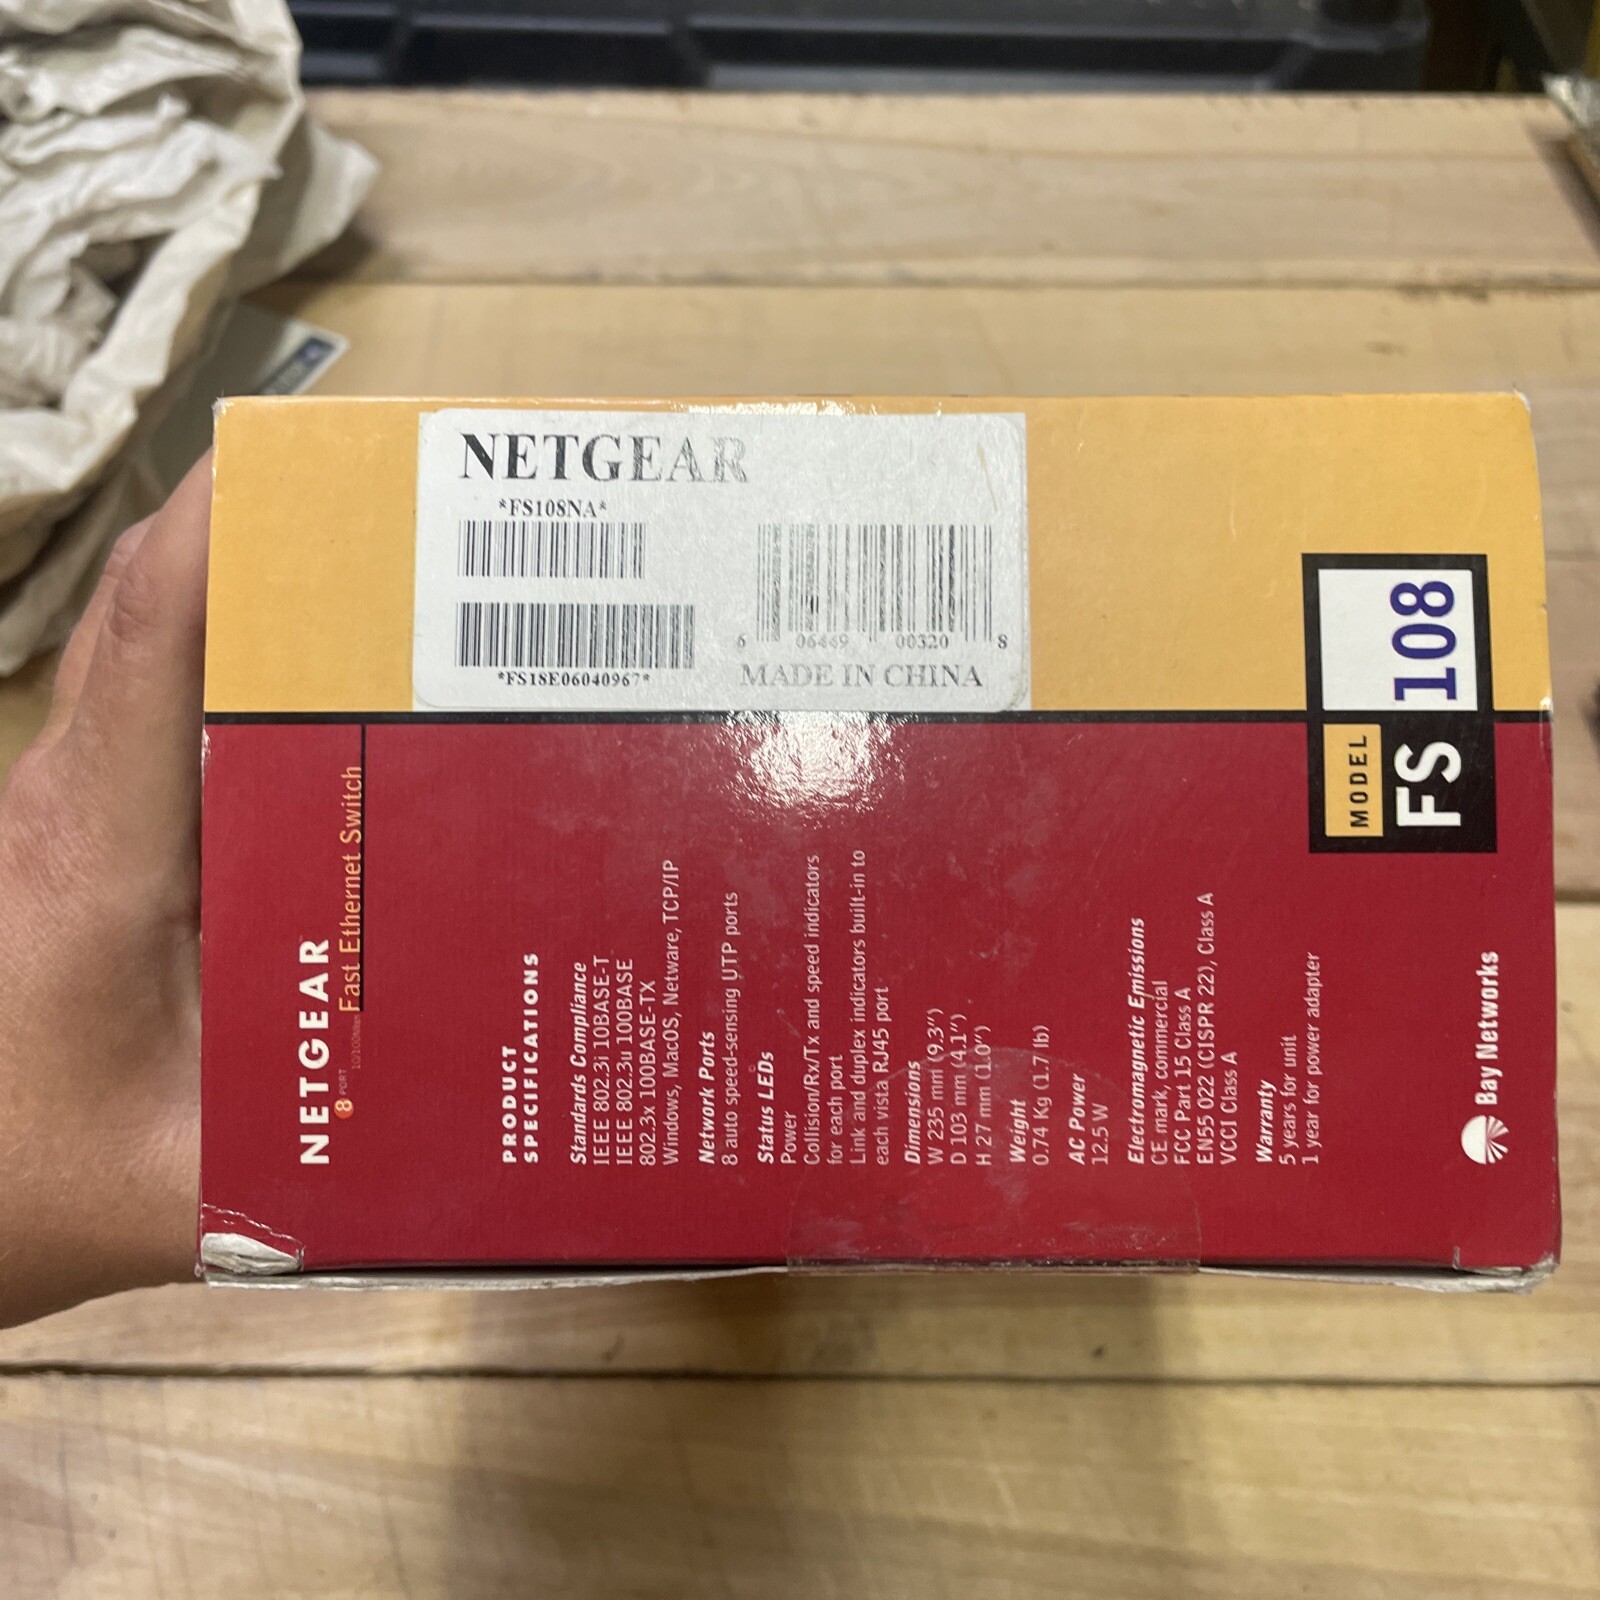 NETGEAR
*FS108NA*
*FS18E06040967*
6 06449 00320 8
MADE IN CHINA
MODEL
FS 108
NETGEAR
8 PORT 10/100Mbps Fast Ethernet Switch
PRODUCT
SPECIFICATIONS
Standards Compliance
IEEE 802.3i 10BASE-T
IEEE 802.3u 100BASE
802.3x 100BASE-TX
Windows, MacOS, Netware, TCP/IP
Network Ports
8 auto speed-sensing UTP ports
Status LEDs
Power
Collision/Rx/Tx and speed indicators
for each port
Link and duplex indicators built-in to
each vista RJ45 port
Dimensions
W 235 mm (9.3")
D 103 mm (4.1")
H 27 mm (1.0")
Weight
0.74 Kg (1.7 lb)
AC Power
12.5 W
Electromagnetic Emissions
CE mark, commercial
FCC Part 15 Class A
EN55 022 (CISPR 22), Class A
VCCI Class A
Warranty
5 years for unit
1 year for power adapter
Bay Networks